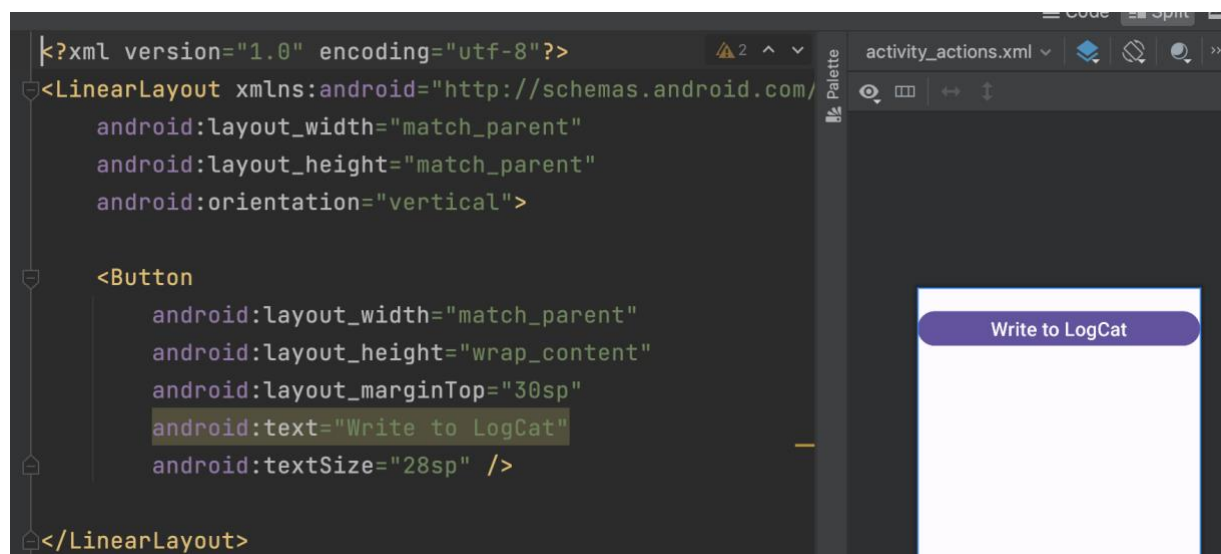 Code Split
<?xml version="1.0" encoding="utf-8"?>
2
<LinearLayout xmlns:android="http://schemas.android.com/
android:layout_width="match_parent"
android:layout_height="match_parent"
android:orientation="vertical">
<Button
android:layout_width="match_parent"
android:layout_height="wrap_content"
android:layout_marginTop="30sp"
android:text="Write to LogCat"
android:textSize="28sp" />
</LinearLayout>
Palette
activity_actions.xml
Write to LogCat